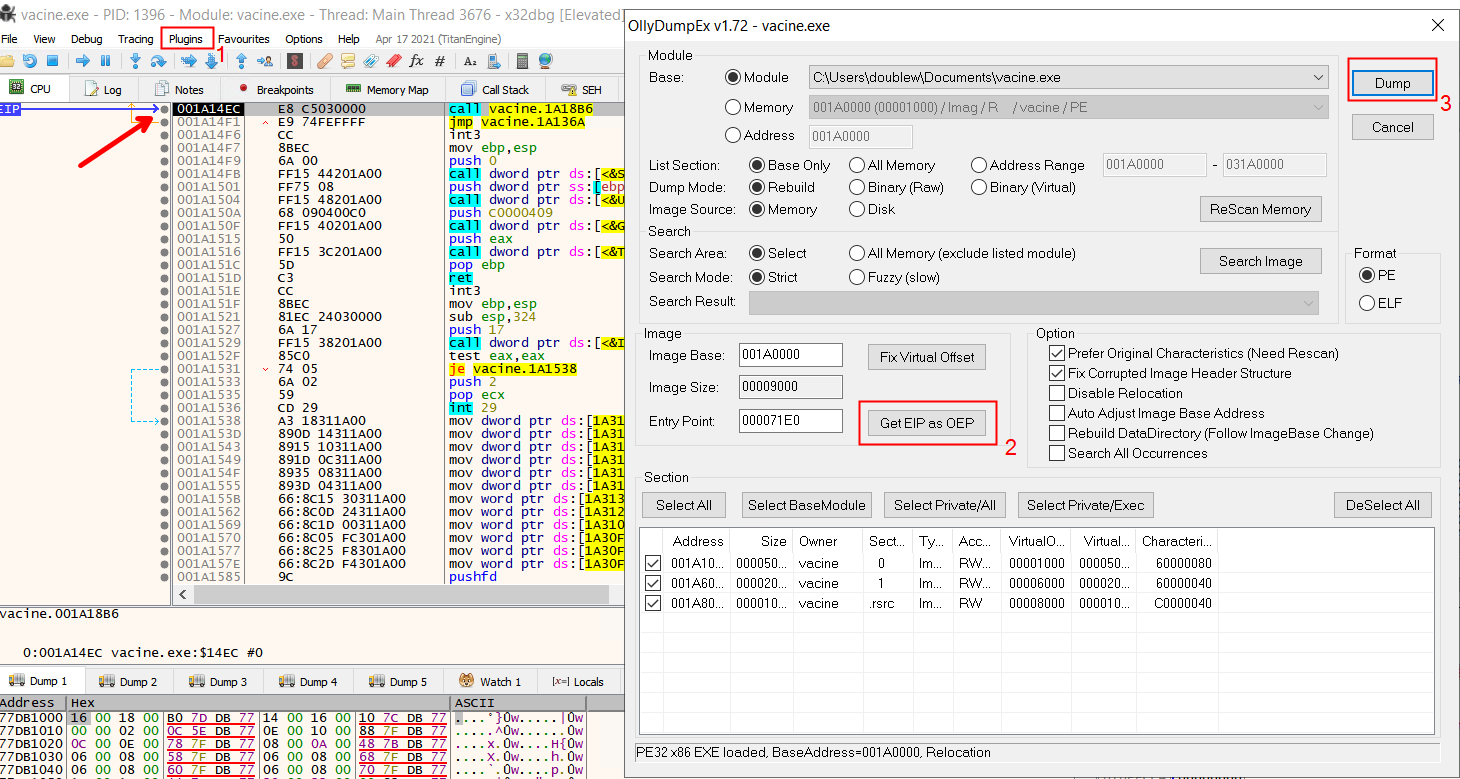 vacine.exe - PID: 1396 - Module: vacine.exe - Thread: Main Thread 3676 - x32dbg [Elevated]
File View Debug Tracing Plugins Favourites Options Help Apr 17 2021 (TitanEngine)
1
CPU Log Notes Breakpoints Memory Map Call Stack SEH
EIP
001A14EC E8 C5030000 call vacine.1A18B6
001A14F1 E9 74FEFFFF jmp vacine.1A136A
001A14F6 CC int3
001A14F7 8BEC mov ebp,esp
001A14F9 6A 00 push 0
001A14FB FF15 44201A00 call dword ptr ds:[<&S
001A1501 FF75 08 push dword ptr ss:[ebp
001A1504 FF15 48201A00 call dword ptr ds:[<&U
001A150A 68 090400C0 push C0000409
001A150F FF15 40201A00 call dword ptr ds:[<&G
001A1515 50 push eax
001A1516 FF15 3C201A00 call dword ptr ds:[<&T
001A151C 5D pop ebp
001A151D C3 ret
001A151E CC int3
001A151F 8BEC mov ebp,esp
001A1521 81EC 24030000 sub esp,324
001A1527 6A 17 push 17
001A1529 FF15 38201A00 call dword ptr ds:[<&I
001A152F 85C0 test eax,eax
001A1531 74 05 je vacine.1A1538
001A1533 6A 02 push 2
001A1535 59 pop ecx
001A1536 CD 29 int 29
001A1538 A3 18311A00 mov dword ptr ds:[1A31
001A153D 890D 14311A00 mov dword ptr ds:[1A31
001A1543 8915 10311A00 mov dword ptr ds:[1A31
001A1549 891D 0C311A00 mov dword ptr ds:[1A31
001A154F 8935 08311A00 mov dword ptr ds:[1A31
001A1555 893D 04311A00 mov dword ptr ds:[1A31
001A155B 66:8C15 30311A00 mov word ptr ds:[1A313
001A1562 66:8C0D 24311A00 mov word ptr ds:[1A312
001A1569 66:8C1D 00311A00 mov word ptr ds:[1A310
001A1570 66:8C05 FC301A00 mov word ptr ds:[1A30F
001A1577 66:8C25 F8301A00 mov word ptr ds:[1A30F
001A157E 66:8C2D F4301A00 mov word ptr ds:[1A30F
001A1585 9C pushfd
vacine.001A18B6
0:001A14EC vacine.exe:$14EC #0
Dump 1 Dump 2 Dump 3 Dump 4 Dump 5 Watch 1 [x=] Locals
Address Hex ASCII
77DB1000 16 00 18 00 B0 7D DB 77 14 00 16 00 10 7C DB 77 ....°}Ûw.....|Ûw
77DB1010 00 00 02 00 0C 5E DB 77 0E 00 10 00 88 7F DB 77 .....^Ûw......Ûw
77DB1020 0C 00 0E 00 78 7F DB 77 08 00 0A 00 48 7B DB 77 ....x.Ûw....H{Ûw
77DB1030 06 00 08 00 58 7F DB 77 06 00 08 00 68 7F DB 77 ....X.Ûw....h.Ûw
77DB1040 06 00 08 00 60 7F DB 77 06 00 08 00 70 7F DB 77 ....`.Ûw....p.Ûw
OllyDumpEx v1.72 - vacine.exe
Module
Base: Module C:\Users\doublew\Documents\vacine.exe
Memory 001A0000 (00001000) / Imag / R / vacine / PE
Address 001A0000
Dump
3
Cancel
List Section: Base Only All Memory Address Range 001A0000 - 031A0000
Dump Mode: Rebuild Binary (Raw) Binary (Virtual)
Image Source: Memory Disk ReScan Memory
Search
Search Area: Select All Memory (exclude listed module) Search Image
Search Mode: Strict Fuzzy (slow)
Search Result:
Format
PE
ELF
Image
Image Base: 001A0000 Fix Virtual Offset
Image Size: 00009000
Entry Point: 000071E0 Get EIP as OEP
2
Option
Prefer Original Characteristics (Need Rescan)
Fix Corrupted Image Header Structure
Disable Relocation
Auto Adjust Image Base Address
Rebuild DataDirectory (Follow ImageBase Change)
Search All Occurrences
Section
Select All Select BaseModule Select Private/All Select Private/Exec DeSelect All
Address Size Owner Sect... Ty... Acc... VirtualO... Virtual... Characteri...
001A10... 000050... vacine 0 Im... RW... 00001000 000050... 60000080
001A60... 000020... vacine 1 Im... RW... 00006000 000020... 60000040
001A80... 000010... vacine .rsrc Im... RW 00008000 000010... C0000040
PE32 x86 EXE loaded, BaseAddress=001A0000, Relocation